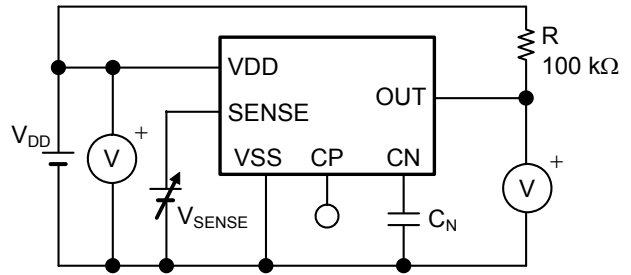 R
100 kΩ
VDD
SENSE
OUT
VSS CP CN
V_DD
V
+
V_SENSE
C_N
V
+